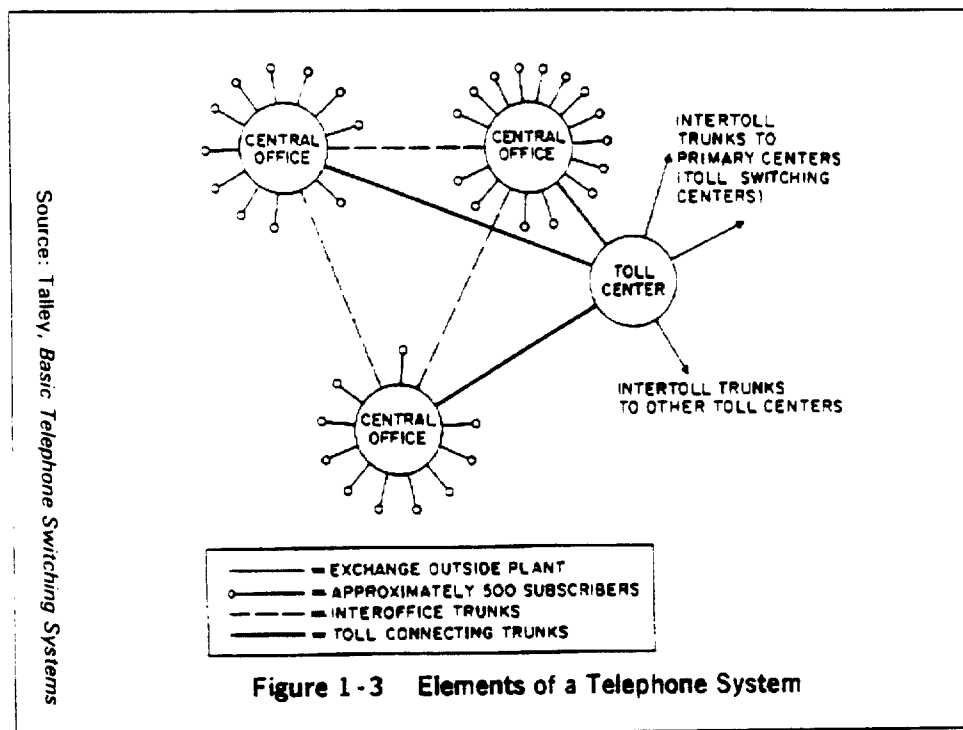 CENTRAL
OFFICE
CENTRAL
OFFICE
INTERTOLL
TRUNKS TO
PRIMARY CENTERS
(TOLL SWITCHING
CENTERS)
TOLL
CENTER
INTERTOLL TRUNKS
TO OTHER TOLL CENTERS
CENTRAL
OFFICE
= EXCHANGE OUTSIDE PLANT
= APPROXIMATELY 500 SUBSCRIBERS
= INTEROFFICE TRUNKS
= TOLL CONNECTING TRUNKS
Figure 1-3 Elements of a Telephone System
Source: Talley, Basic Telephone Switching Systems